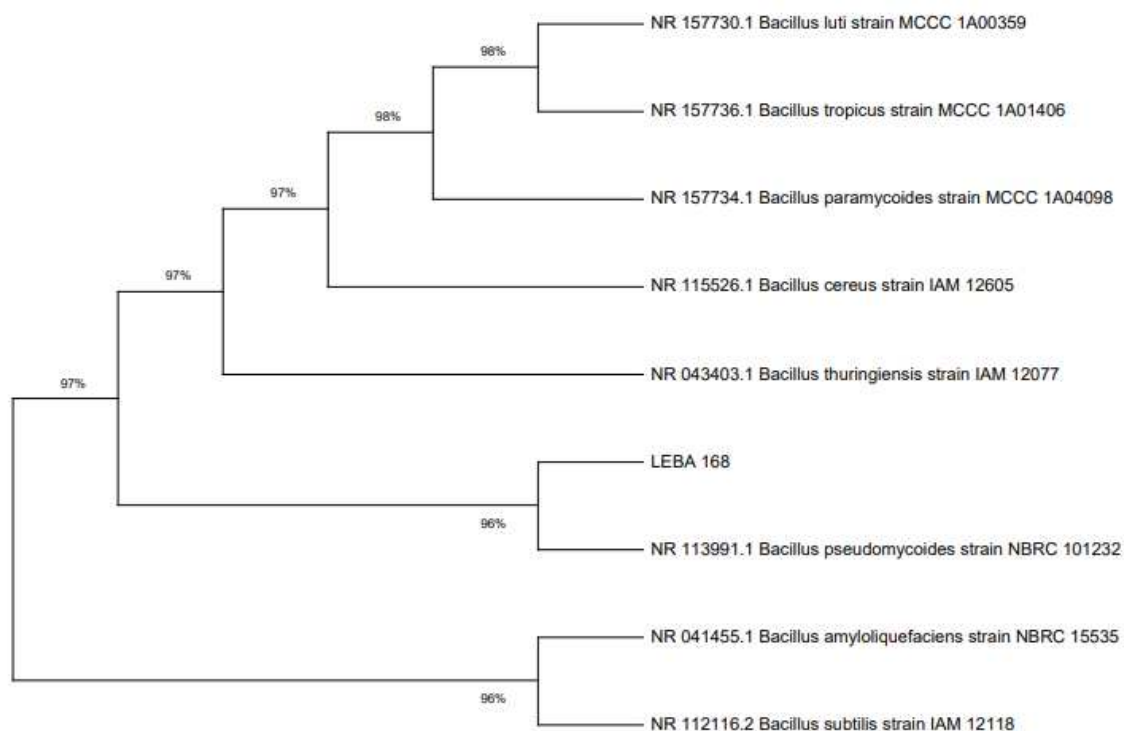 NR 157730.1 Bacillus luti strain MCCC 1A00359
98%
NR 157736.1 Bacillus tropicus strain MCCC 1A01406
98%
97%
NR 157734.1 Bacillus paramycoides strain MCCC 1A04098
97%
NR 115526.1 Bacillus cereus strain IAM 12605
97%
NR 043403.1 Bacillus thuringiensis strain IAM 12077
LEBA 168
96%
NR 113991.1 Bacillus pseudomycoides strain NBRC 101232
NR 041455.1 Bacillus amyloliquefaciens strain NBRC 15535
96%
NR 112116.2 Bacillus subtilis strain IAM 12118